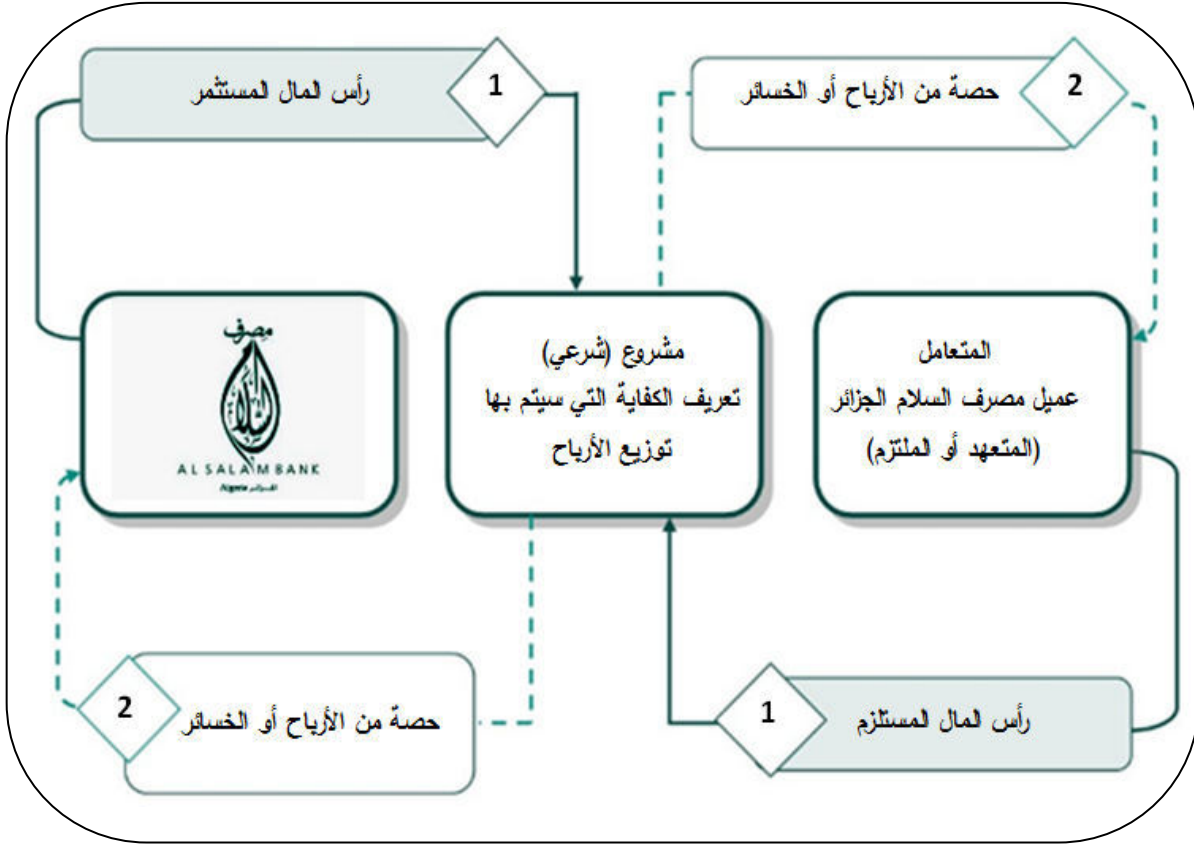 رأس المال المستثمر
1
حصة من الأرباح أو الخسائر
2
المتعامل
عميل مصرف السلام الجزائر
(المتعهد أو الملتزم)
مشروع (شرعي)
تعريف الكفاية التي سيتم بها
توزيع الأرباح
مصرف
السلام
AL SALAM BANK
Algeria الجزائر
رأس المال المستلزم
1
حصة من الأرباح أو الخسائر
2